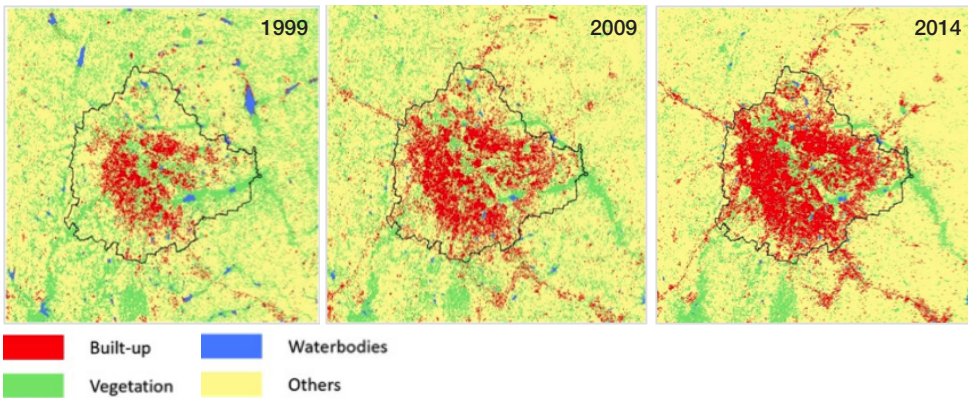 1999
2009
2014
Built-up
Waterbodies
Vegetation
Others